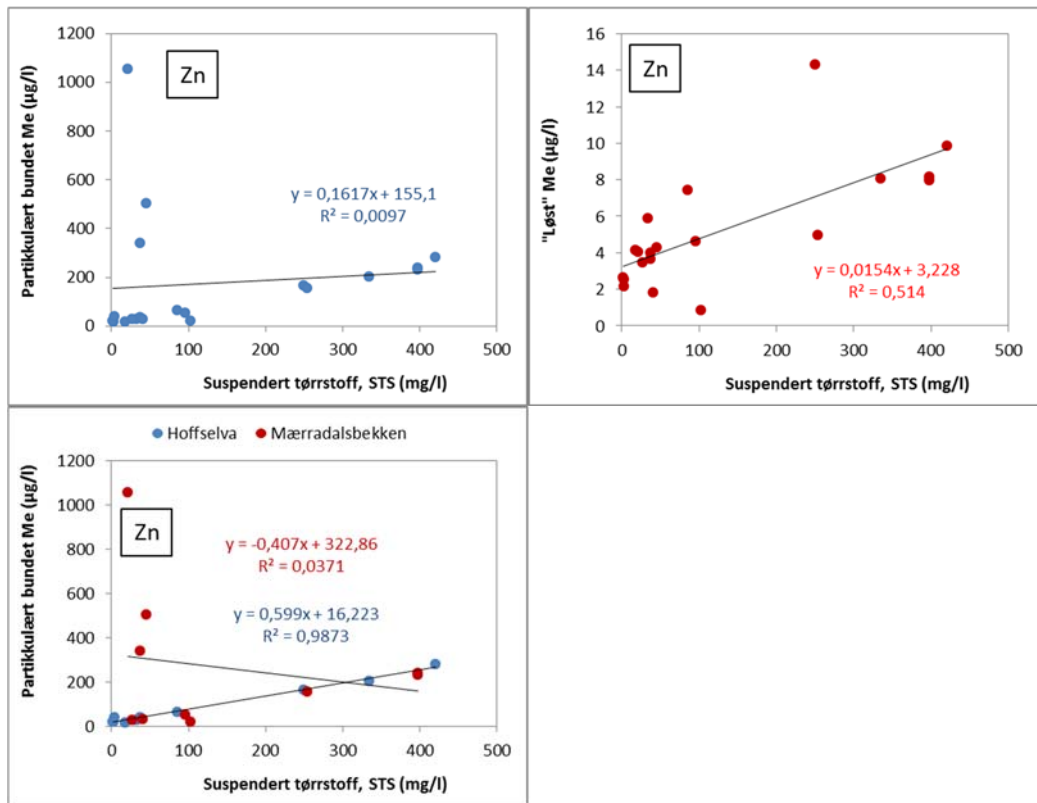 Partikkulært bundet Me (µg/l)
1200
1000
800
600
400
200
0
Zn
y = 0,1617x + 155,1
R² = 0,0097
0 100 200 300 400 500
Suspendert tørrstoff, STS (mg/l)
"Løst" Me (µg/l)
16
14
12
10
8
6
4
2
0
Zn
y = 0,0154x + 3,228
R² = 0,514
0 100 200 300 400 500
Suspendert tørrstoff, STS (mg/l)
Hoffselva Mærradalsbekken
Partikkulært bundet Me (µg/l)
1200
1000
800
600
400
200
0
Zn
y = -0,407x + 322,86
R² = 0,0371
y = 0,599x + 16,223
R² = 0,9873
0 100 200 300 400 500
Suspendert tørrstoff, STS (mg/l)